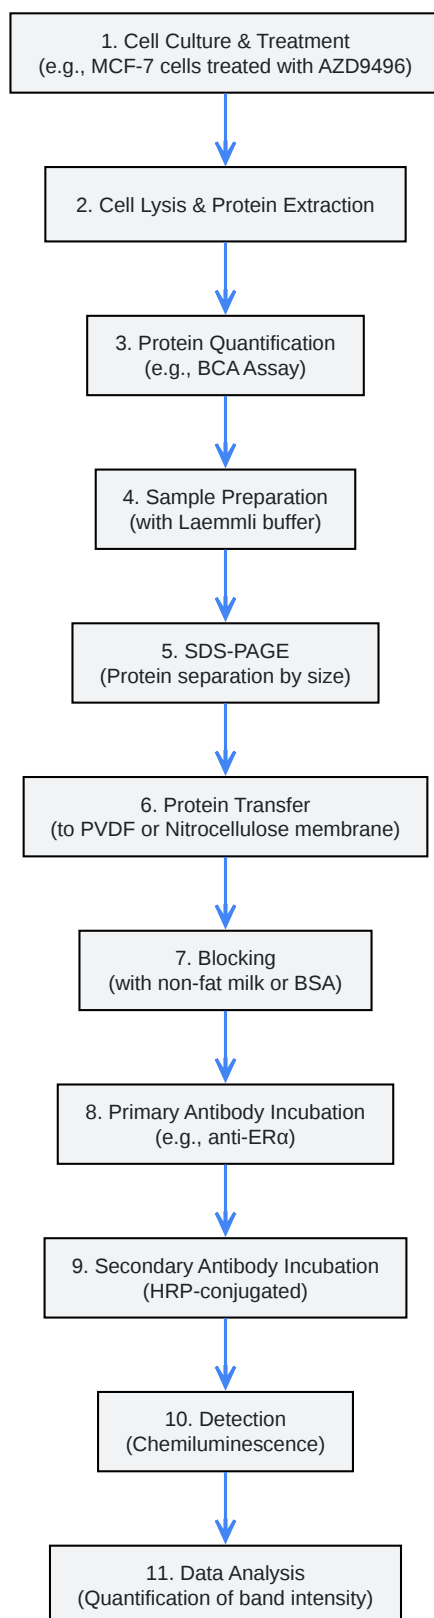 1. Cell Culture & Treatment
(e.g., MCF-7 cells treated with AZD9496)
2. Cell Lysis & Protein Extraction
3. Protein Quantification
(e.g., BCA Assay)
4. Sample Preparation
(with Laemmli buffer)
5. SDS-PAGE
(Protein separation by size)
6. Protein Transfer
(to PVDF or Nitrocellulose membrane)
7. Blocking
(with non-fat milk or BSA)
8. Primary Antibody Incubation
(e.g., anti-ERα)
9. Secondary Antibody Incubation
(HRP-conjugated)
10. Detection
(Chemiluminescence)
11. Data Analysis
(Quantification of band intensity)